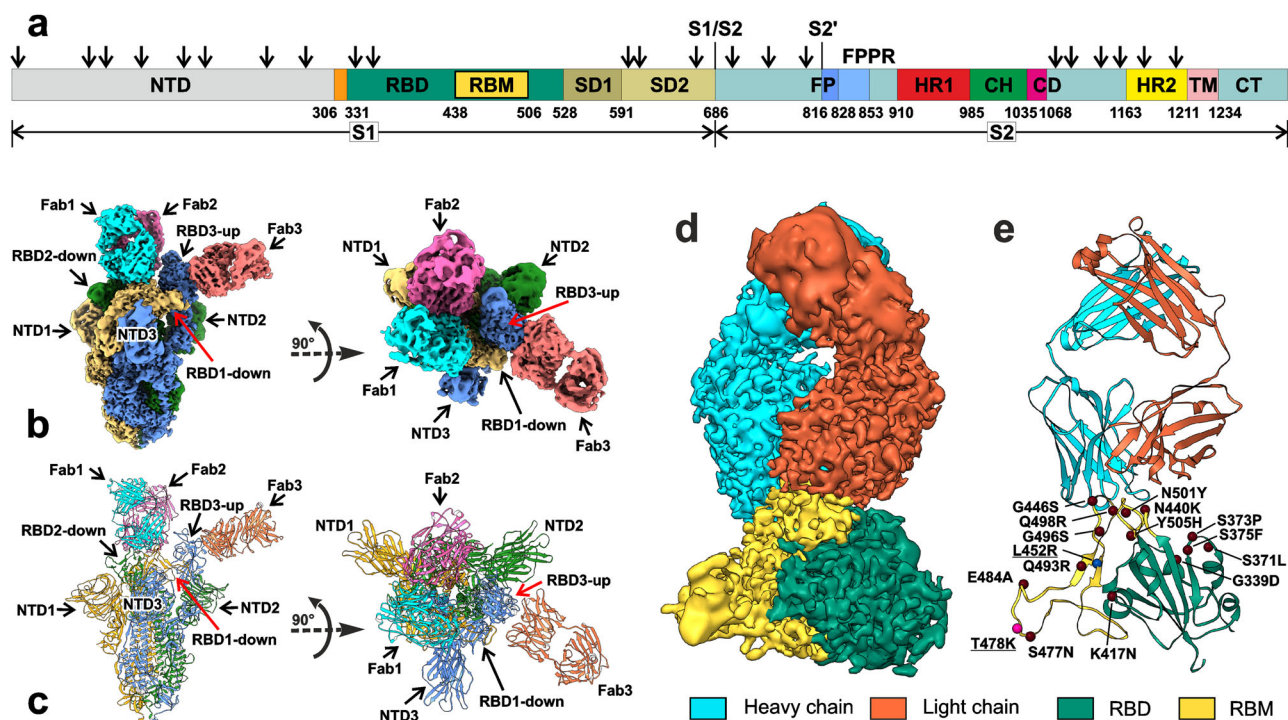 a
S1/S2
S2'
FPPR
NTD
RBD
RBM
SD1
SD2
FP
HR1
CH
CD
HR2
TM
CT
306
331
438
506
528
591
686
816
828
853
910
985
1035
1068
1163
1211
1234
S1
S2
b
Fab1
Fab2
RBD3-up
Fab3
RBD2-down
NTD1
NTD3
NTD2
RBD1-down
90°
Fab2
NTD1
NTD2
RBD3-up
Fab1
NTD3
RBD1-down
Fab3
c
Fab1
Fab2
RBD3-up
Fab3
RBD2-down
NTD1
NTD3
NTD2
RBD1-down
90°
Fab2
NTD1
NTD2
RBD3-up
Fab1
NTD3
RBD1-down
Fab3
d
e
G446S
N501Y
Q498R
N440K
G496S
Y505H
S373P
L452R
S375F
Q493R
S371L
E484A
G339D
T478K
S477N
K417N
Heavy chain
Light chain
RBD
RBM